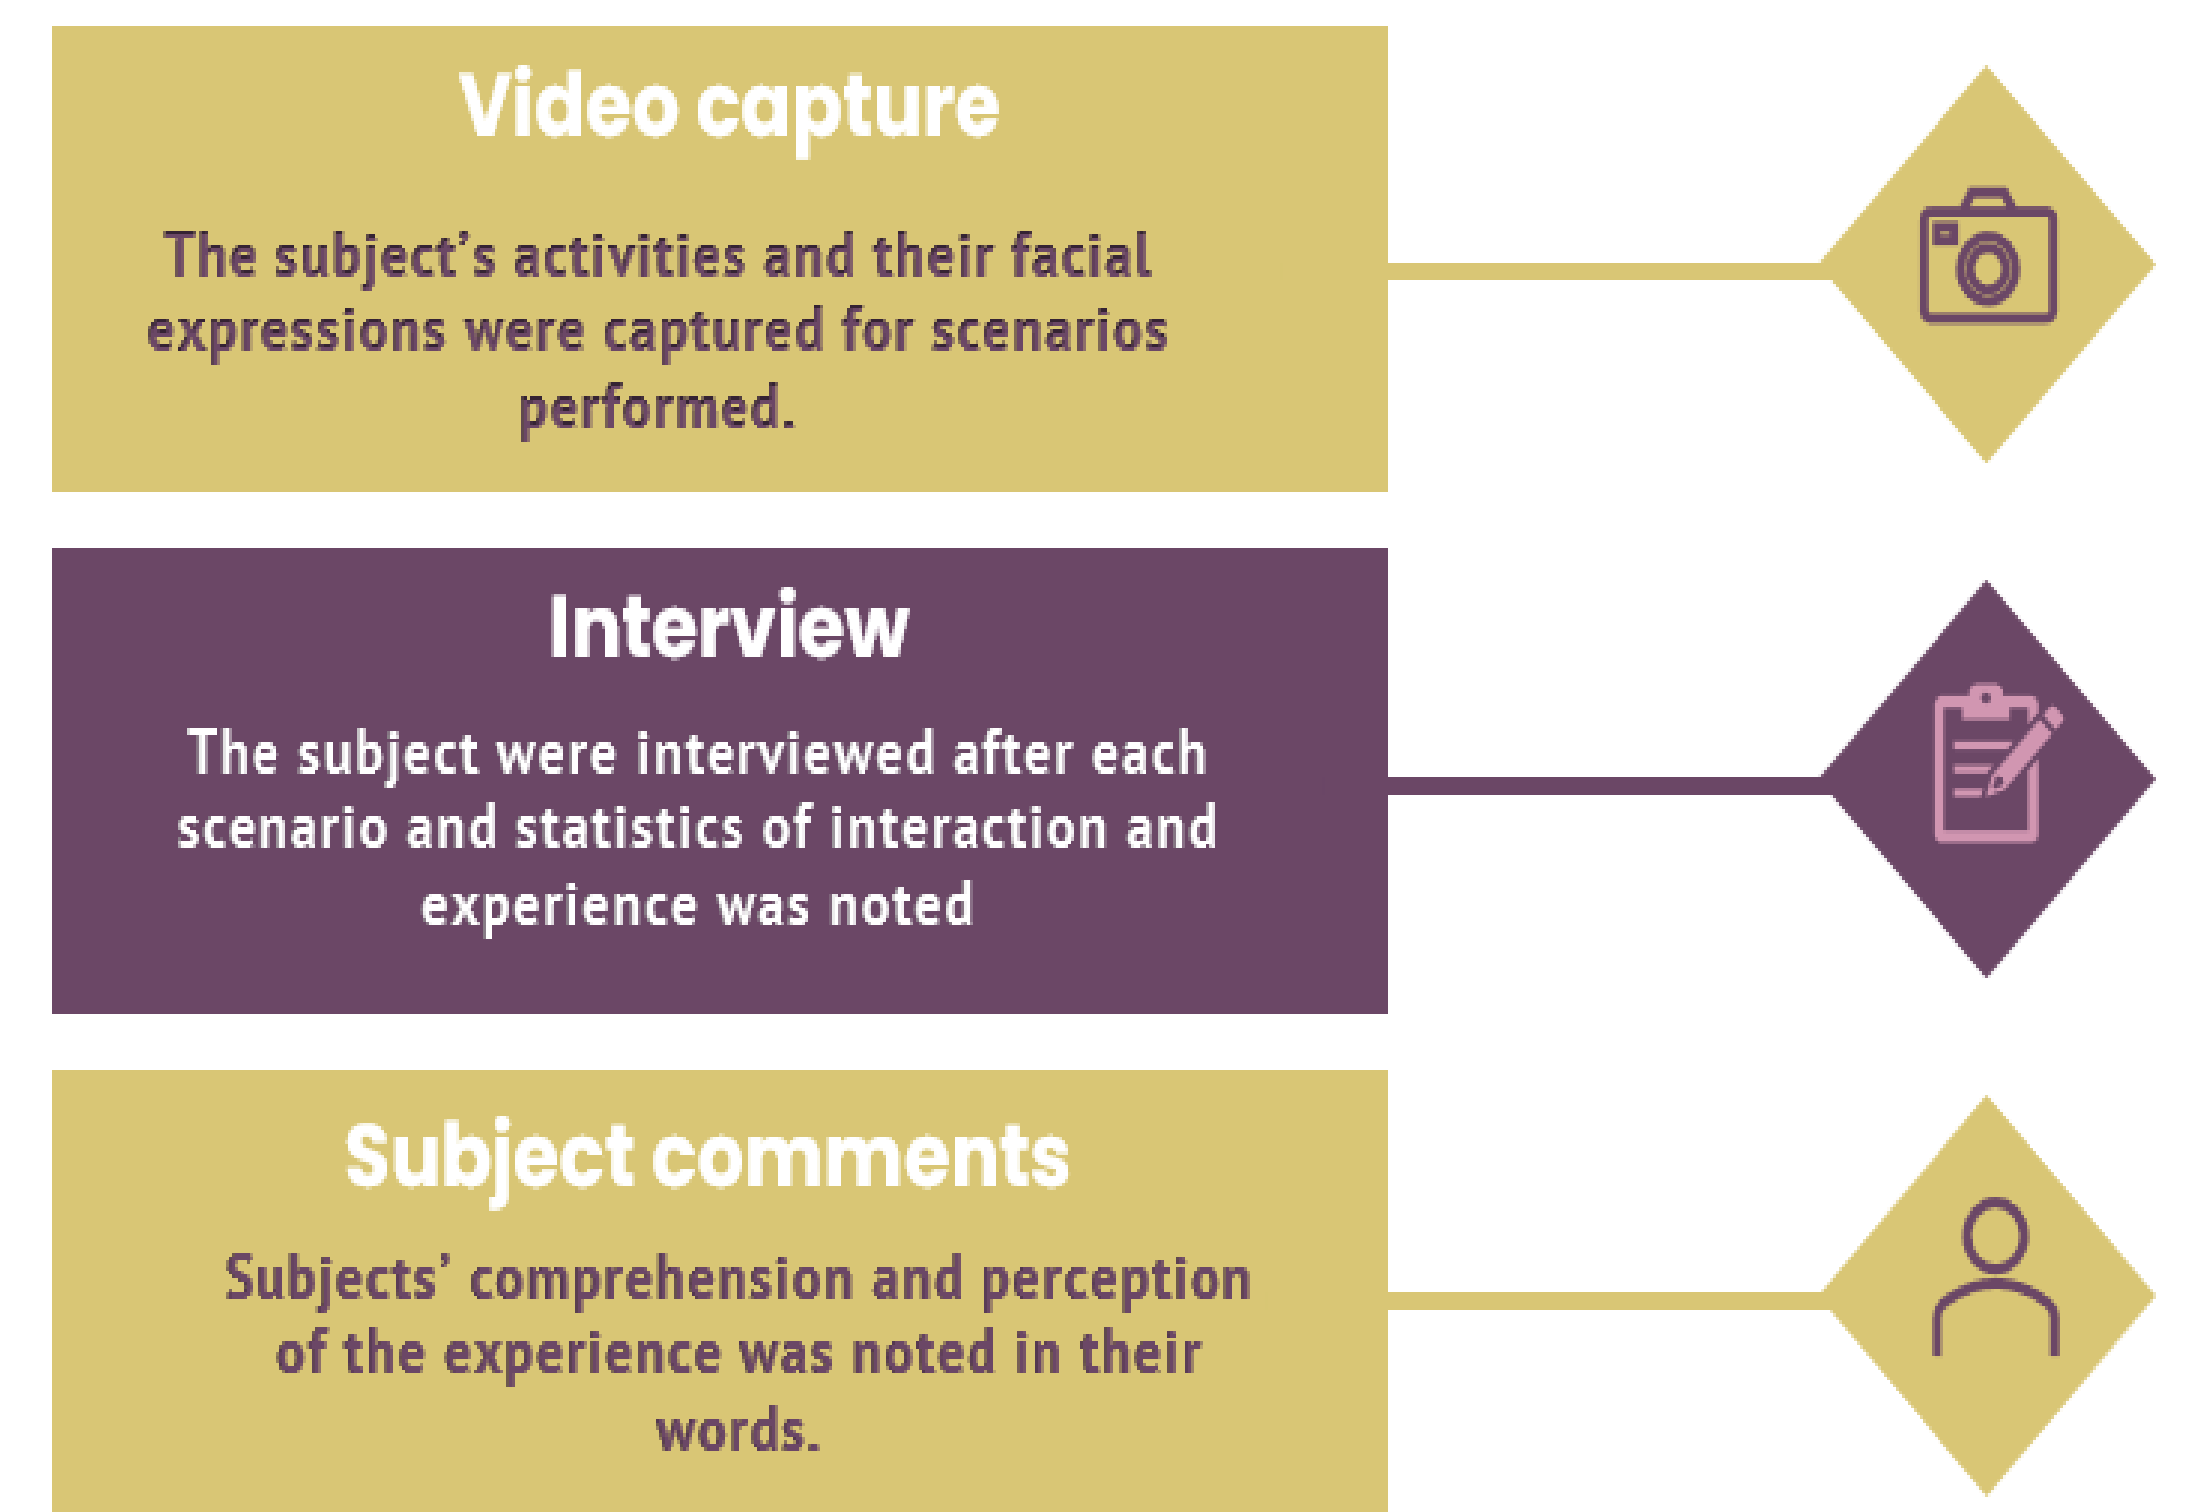 Video capture
The subject’s activities and their facial
expressions were captured for scenarios
performed.
Interview
The subject were interviewed after each
scenario and statistics of interaction and
experience was noted
Subject comments
Subjects’ comprehension and perception
of the experience was noted in their
words.